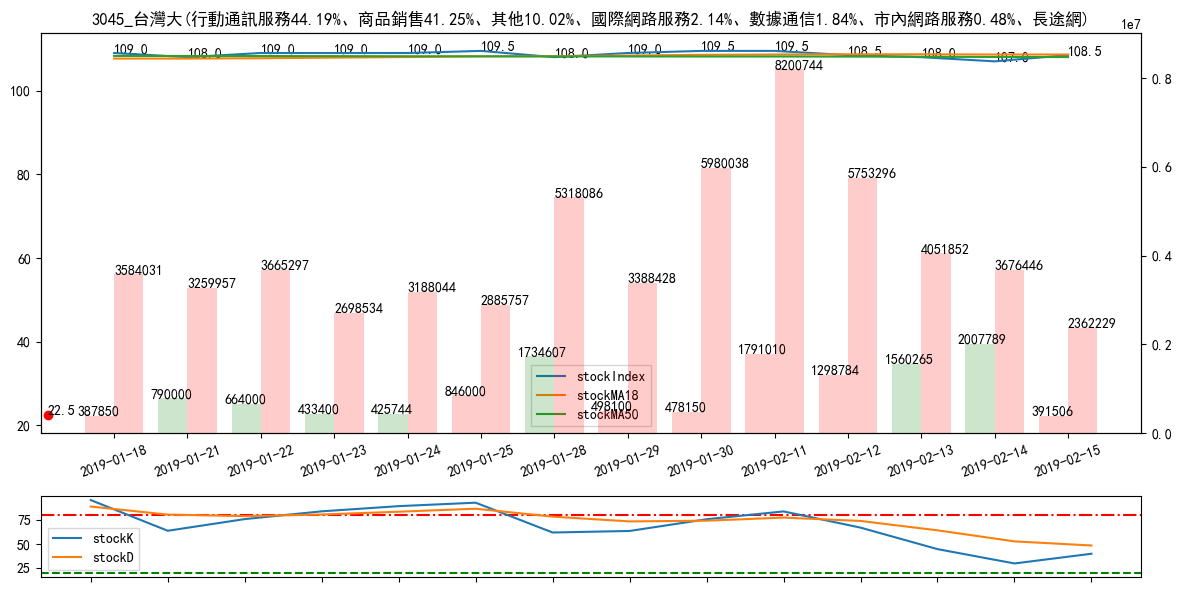 3045_台灣大(行動通訊服務44.19%、商品銷售41.25%、其他10.02%、國際網路服務2.14%、數據通信1.84%、市內網路服務0.48%、長途網)
1e7
109.0 108.0 109.0 109.0 109.0 109.5 108.0 109.0 109.5 109.5 108.5 108.0 107.0 108.5
100
80
60
40
20
0.8
0.6
0.4
0.2
0.0
3584031 3259957 3665297 2698534 3188044 2885757 5318086 3388428 5980038 8200744 5753296 4051852 3676446 2362229
22.5 387850 790000 664000 433400 425744 846000 1734607 498100 478150 1791010 1298784 1560265 2007789 391506
stockIndex
stockMA18
stockMA50
2019-01-18 2019-01-21 2019-01-22 2019-01-23 2019-01-24 2019-01-25 2019-01-28 2019-01-29 2019-01-30 2019-02-11 2019-02-12 2019-02-13 2019-02-14 2019-02-15
75
50
25
stockK
stockD